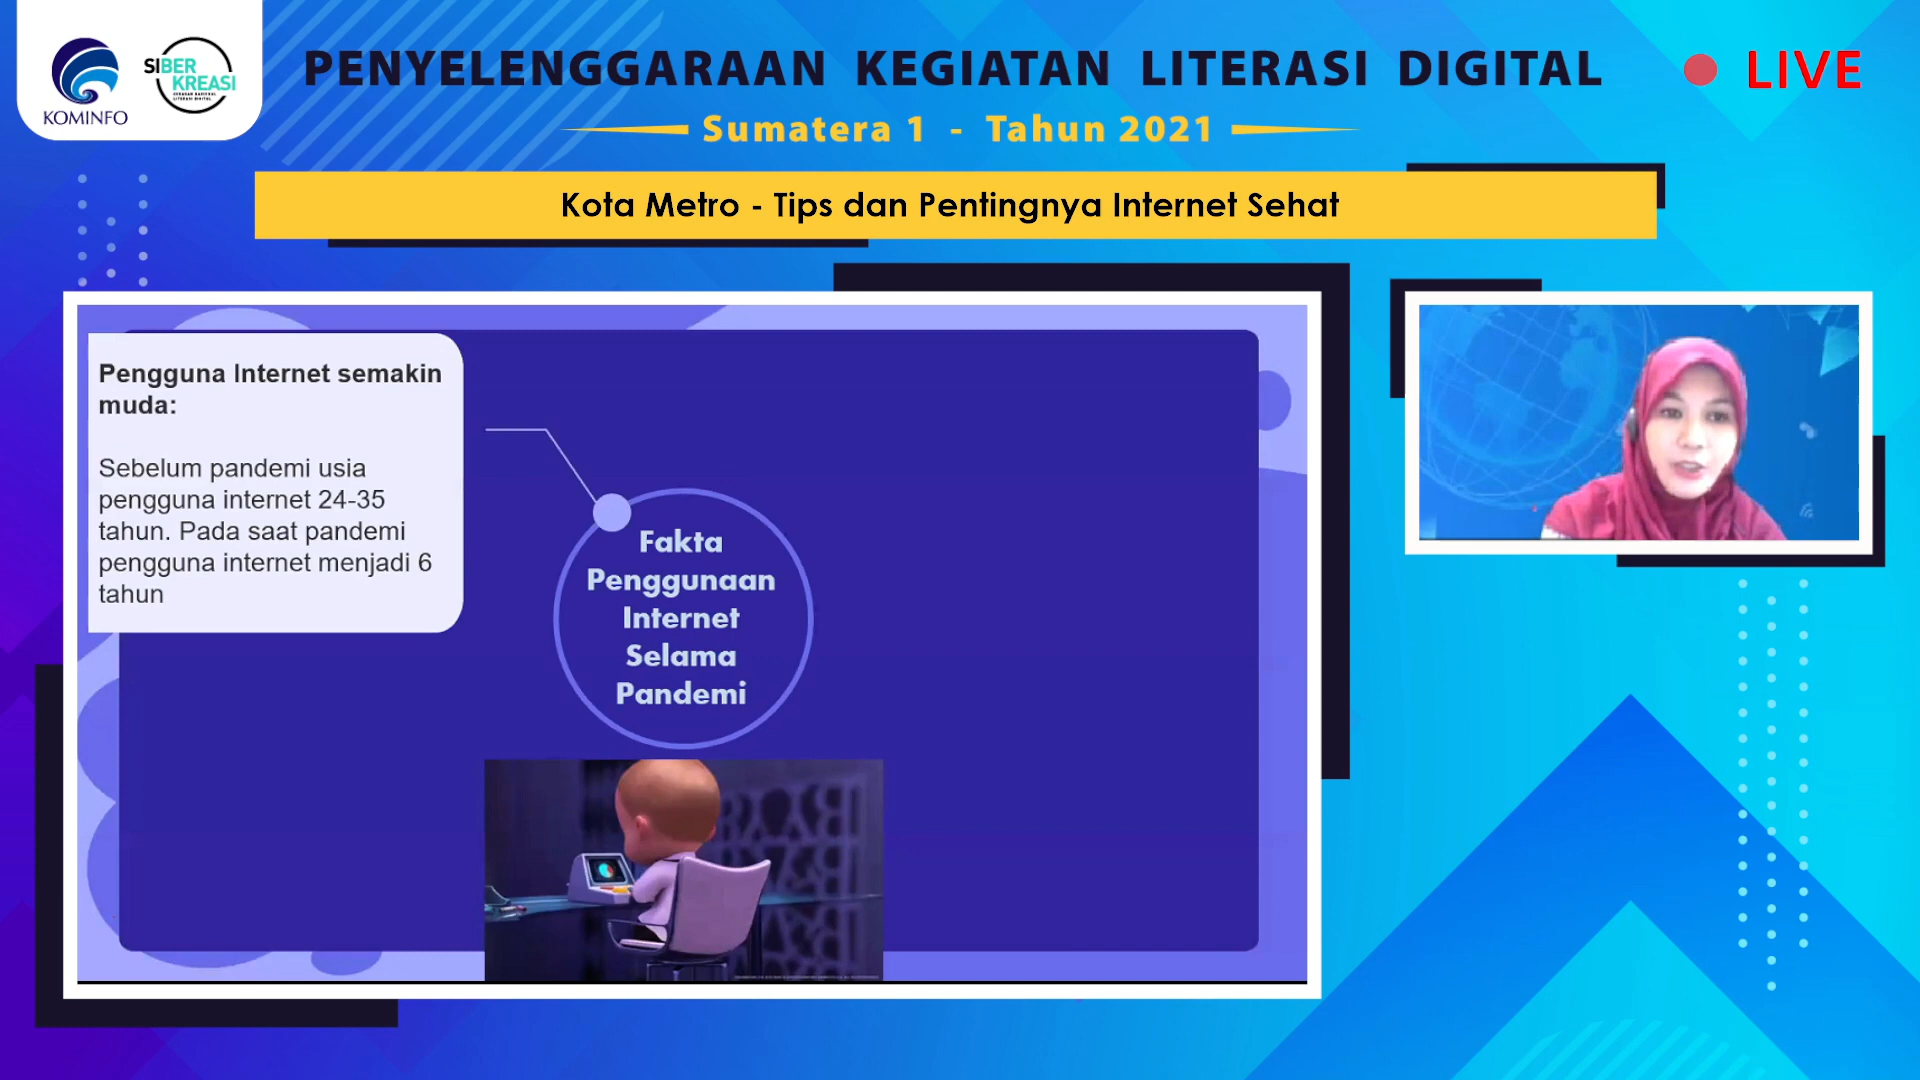 KOMINFO
SIBER
KREASI
PENYELENGGARAAN KEGIATAN LITERASI DIGITAL
LIVE
Sumatera 1 - Tahun 2021
Kota Metro - Tips dan Pentingnya Internet Sehat
Pengguna Internet semakin
muda:
Sebelum pandemi usia
pengguna internet 24-35
tahun. Pada saat pandemi
pengguna internet menjadi 6
tahun
Fakta
Penggunaan
Internet
Selama
Pandemi